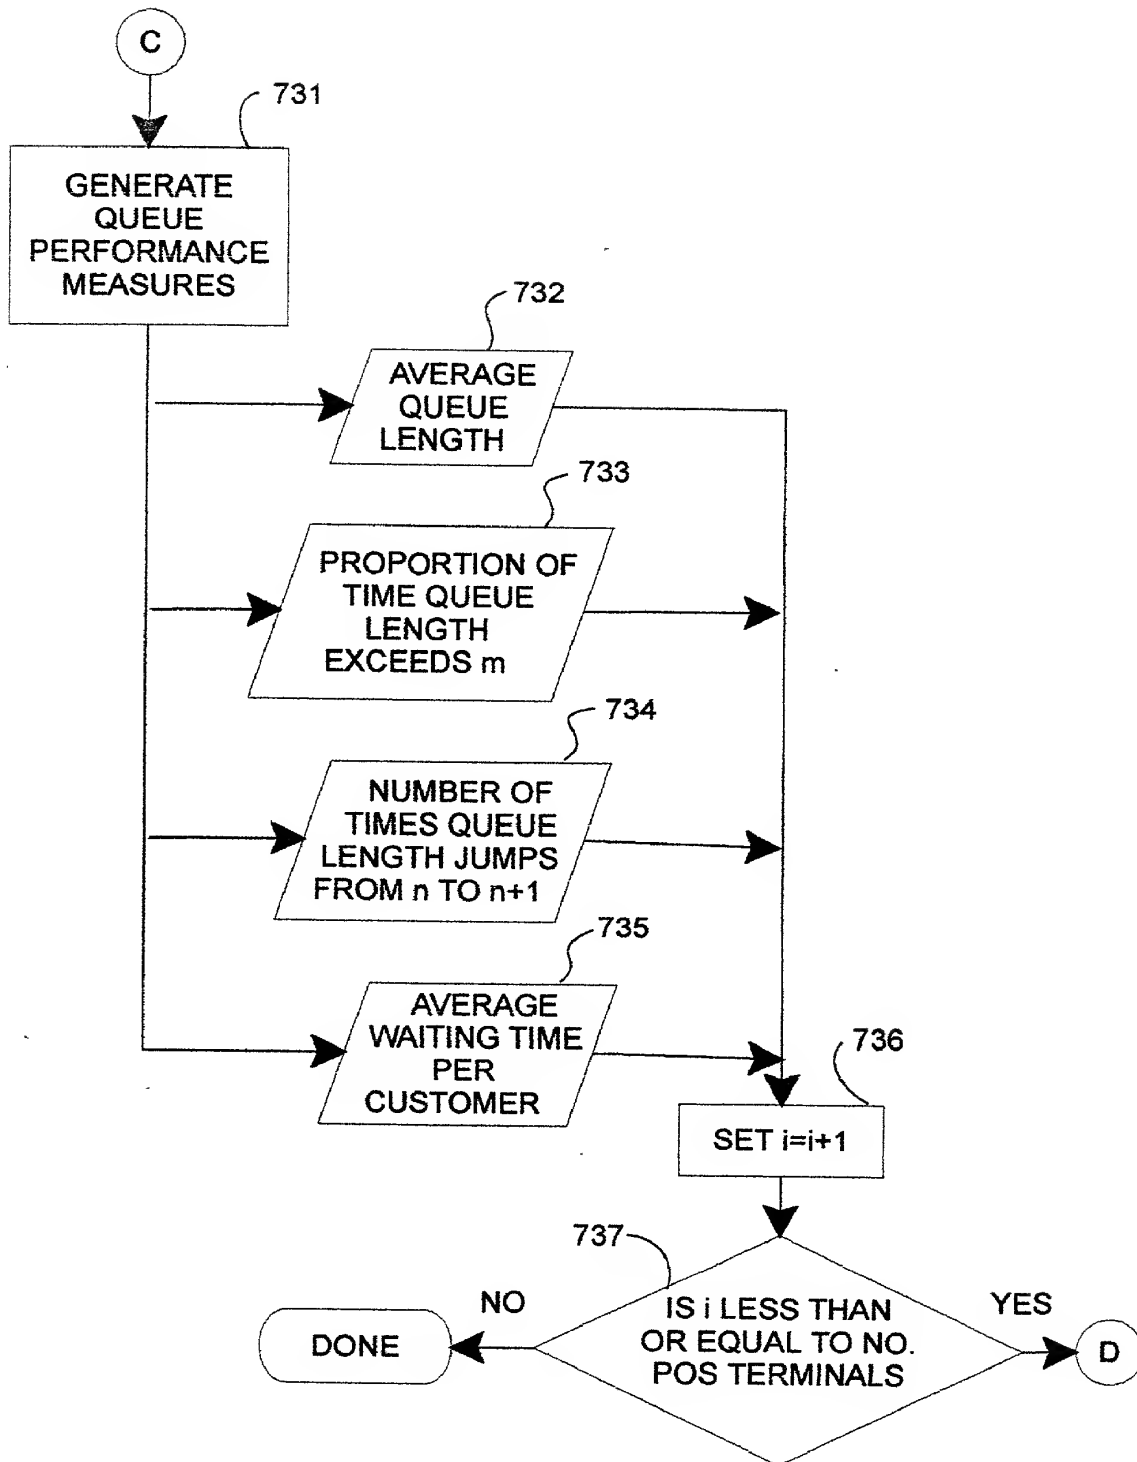 C
731
GENERATE
QUEUE
PERFORMANCE
MEASURES
732
AVERAGE
QUEUE
LENGTH
733
PROPORTION OF
TIME QUEUE
LENGTH
EXCEEDS m
734
NUMBER OF
TIMES QUEUE
LENGTH JUMPS
FROM n TO n+1
735
AVERAGE
WAITING TIME
PER
CUSTOMER
736
SET i=i+1
737
IS i LESS THAN
OR EQUAL TO NO.
POS TERMINALS
NO
DONE
YES
D